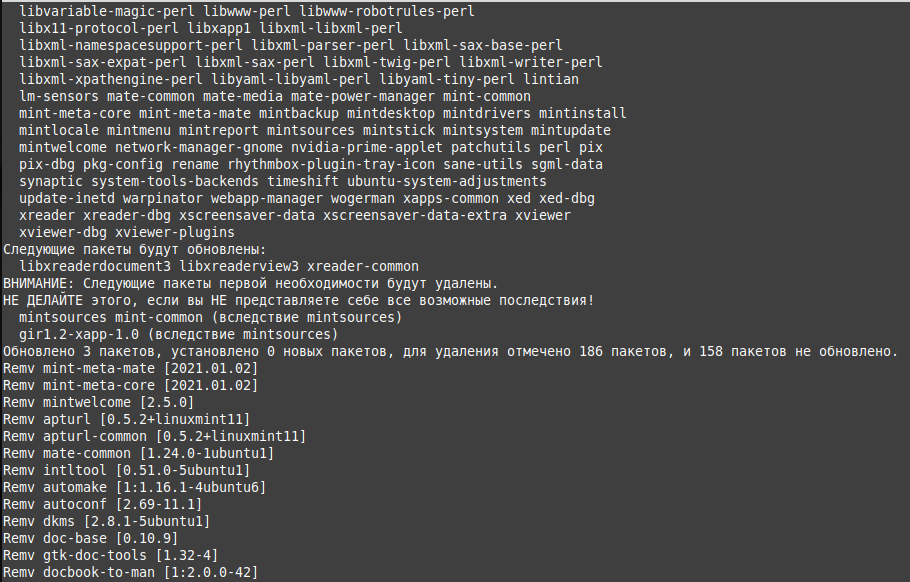 libvariable-magic-perl libwww-perl libwww-robotrules-perl
libx11-protocol-perl libxapp1 libxml-libxml-perl
libxml-namespacesupport-perl libxml-parser-perl libxml-sax-base-perl
libxml-sax-expat-perl libxml-sax-perl libxml-twig-perl libxml-writer-perl
libxml-xpathengine-perl libyaml-libyaml-perl libyaml-tiny-perl lintian
lm-sensors mate-common mate-media mate-power-manager mint-common
mint-meta-core mint-meta-mate mintbackup mintdesktop mintdrivers mintinstall
mintlocale mintmenu mintreport mintsources mintstick mintsystem mintupdate
mintwelcome network-manager-gnome nvidia-prime-applet patchutils perl pix
pix-dbg pkg-config rename rhythmbox-plugin-tray-icon sane-utils sgml-data
synaptic system-tools-backends timeshift ubuntu-system-adjustments
update-inetd warpinator webapp-manager wogerman xapps-common xed xed-dbg
xreader xreader-dbg xscreensaver-data xscreensaver-data-extra xviewer
xviewer-dbg xviewer-plugins
Следующие пакеты будут обновлены:
libxreaderdocument3 libxreaderview3 xreader-common
ВНИМАНИЕ: Следующие пакеты первой необходимости будут удалены.
НЕ ДЕЛАЙТЕ этого, если вы НЕ представляете себе все возможные последствия!
mintsources mint-common (вследствие mintsources)
gir1.2-xapp-1.0 (вследствие mintsources)
Обновлено 3 пакетов, установлено 0 новых пакетов, для удаления отмечено 186 пакетов, и 158 пакетов не обновлено.
Remv mint-meta-mate [2021.01.02]
Remv mint-meta-core [2021.01.02]
Remv mintwelcome [2.5.0]
Remv apturl [0.5.2+linuxmint11]
Remv apturl-common [0.5.2+linuxmint11]
Remv mate-common [1.24.0-1ubuntu1]
Remv intltool [0.51.0-5ubuntu1]
Remv automake [1:1.16.1-4ubuntu6]
Remv autoconf [2.69-11.1]
Remv dkms [2.8.1-5ubuntu1]
Remv doc-base [0.10.9]
Remv gtk-doc-tools [1.32-4]
Remv docbook-to-man [1:2.0.0-42]